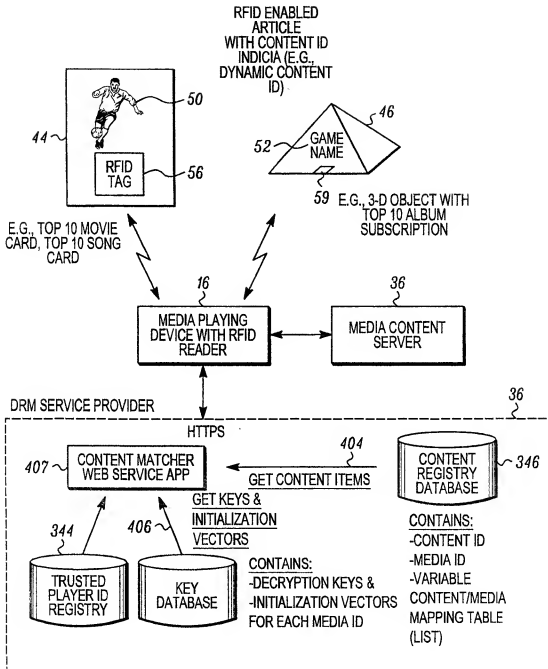 RFID ENABLED
ARTICLE
WITH CONTENT ID
INDICIA (E.G.,
DYNAMIC CONTENT
ID)
50
44
RFID
TAG
56
46
52
GAME
NAME
59
E.G., TOP 10 MOVIE
CARD, TOP 10 SONG
CARD
E.G., 3-D OBJECT WITH
TOP 10 ALBUM
SUBSCRIPTION
16
MEDIA PLAYING
DEVICE WITH RFID
READER
36
MEDIA CONTENT
SERVER
DRM SERVICE PROVIDER
36
HTTPS
407
CONTENT MATCHER
WEB SERVICE APP
404
GET CONTENT ITEMS
CONTENT
REGISTRY
DATABASE
346
GET KEYS &
INITIALIZATION
VECTORS
406
344
TRUSTED
PLAYER ID
REGISTRY
KEY
DATABASE
CONTAINS:
-DECRYPTION KEYS &
-INITIALIZATION VECTORS
FOR EACH MEDIA ID
CONTAINS:
-CONTENT ID
-MEDIA ID
-VARIABLE
CONTENT/MEDIA
MAPPING TABLE
(LIST)